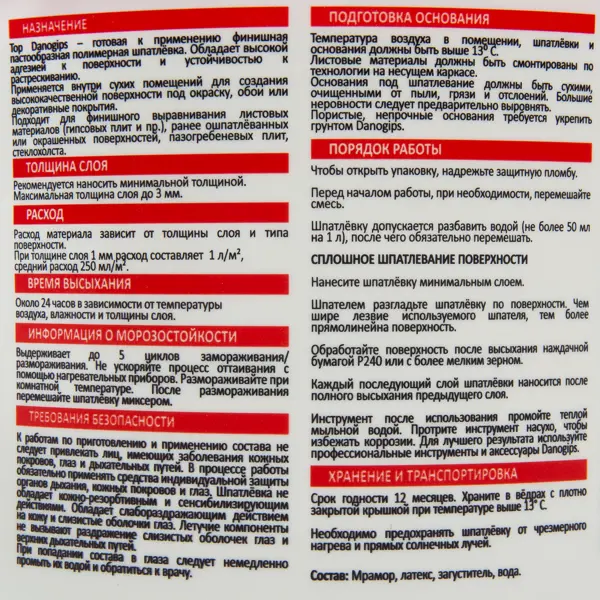 НАЗНАЧЕНИЕ
Top Danogips – готовая к применению финишная
пастообразная полимерная шпатлёвка. Обладает высокой
адгезией к поверхности и устойчивостью к
растрескиванию.
Применяется внутри сухих помещений для создания
высококачественной поверхности под окраску, обои или
декоративные покрытия.
Подходит для финишного выравнивания листовых
материалов (гипсовых плит и пр.), ранее ошпатлёванных
или окрашенных поверхностей, пазогребневых плит,
стеклохолста.
ТОЛЩИНА СЛОЯ
Рекомендуется наносить минимальной толщиной.
Максимальная толщина слоя до 3 мм.
РАСХОД
Расход материала зависит от толщины слоя и типа
поверхности.
При толщине слоя 1 мм расход составляет 1 л/м²,
средний расход 250 мл/м².
ВРЕМЯ ВЫСЫХАНИЯ
Около 24 часов в зависимости от температуры
воздуха, влажности и толщины слоя.
ИНФОРМАЦИЯ О МОРОЗОСТОЙКОСТИ
Выдерживает до 5 циклов замораживания/
размораживания. Не ускоряйте процесс оттаивания с
помощью нагревательных приборов. Размораживайте при
комнатной температуре. После размораживания
перемешайте шпатлёвку миксером.
ТРЕБОВАНИЯ БЕЗОПАСНОСТИ
К работам по приготовлению и применению состава не
следует привлекать лиц, имеющих заболевания кожных
покровов, глаз и дыхательных путей. В процессе работы
обязательно применять средства индивидуальной защиты
органов дыхания, кожных покровов и глаз. Шпатлёвка не
обладает кожно-резорбтивным и сенсибилизирующим
действиями. Обладает слабораздражающим действием
на кожу и слизистые оболочки глаз. Летучие компоненты
не вызывают раздражение слизистых оболочек глаз и
верхних дыхательных путей.
При попадании состава в глаза следует немедленно
промыть их водой и обратиться к врачу.
ПОДГОТОВКА ОСНОВАНИЯ
Температура воздуха в помещении, шпатлёвки и
основания должны быть выше 13° С.
Листовые материалы должны быть смонтированы по
технологии на несущем каркасе.
Основания под шпатлевание должны быть сухими,
очищенными от пыли, грязи и отслоений. Большие
неровности следует предварительно выровнять.
Пористые, непрочные основания требуется укрепить
грунтом Danogips.
ПОРЯДОК РАБОТЫ
Чтобы открыть упаковку, надрежьте защитную пломбу.
Перед началом работы, при необходимости, перемешайте
смесь.
Шпатлёвку допускается разбавить водой (не более 50 мл
на 1 л), после чего обязательно перемешать.
СПЛОШНОЕ ШПАТЛЕВАНИЕ ПОВЕРХНОСТИ
Нанесите шпатлёвку минимальным слоем.
Шпателем разгладьте шпатлёвку по поверхности. Чем
шире лезвие используемого шпателя, тем более
прямолинейна поверхность.
Обработайте поверхность после высыхания наждачной
бумагой Р240 или с более мелким зерном.
Каждый последующий слой шпатлёвки наносится после
полного высыхания предыдущего слоя.
Инструмент после использования промойте теплой
мыльной водой. Протрите инструмент насухо, чтобы
избежать коррозии. Для лучшего результата используйте
профессиональные инструменты и аксессуары Danogips.
ХРАНЕНИЕ И ТРАНСПОРТИРОВКА
Срок годности 12 месяцев. Храните в вёдрах с плотно
закрытой крышкой при температуре выше 13° С.
Необходимо предохранять шпатлёвку от чрезмерного
нагрева и прямых солнечных лучей.
Состав: Мрамор, латекс, загуститель, вода.